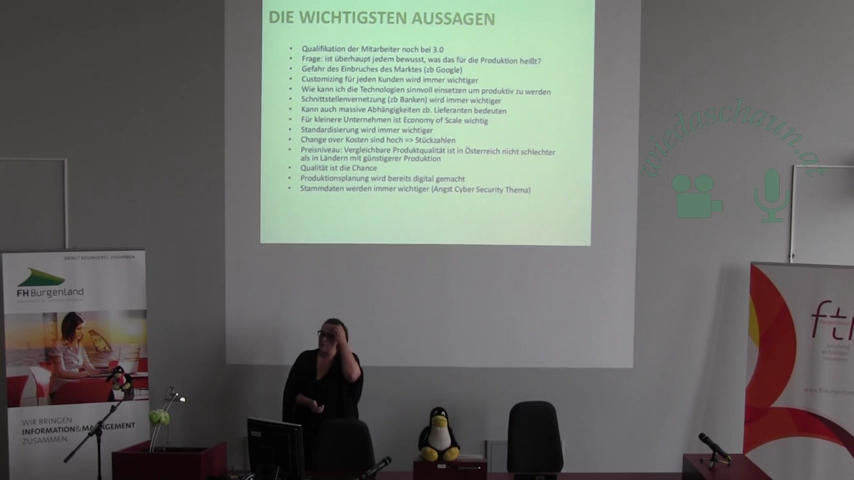 DIE WICHTIGSTEN AUSSAGEN
• Qualifikation der Mitarbeiter noch bei 3.0
• Frage: ist überhaupt jedem bewusst, was das für die Produktion heißt?
• Gefahr des Einbruches des Marktes (zb Google)
• Customizing für jeden Kunden wird immer wichtiger
• Wie kann ich die Technologien sinnvoll einsetzen um produktiv zu werden
• Schnittstellenvernetzung (zb Banken) wird immer wichtiger
• Kann auch massive Abhängigkeiten zb. Lieferanten bedeuten
• Für kleinere Unternehmen ist Economy of Scale wichtig
• Standardisierung wird immer wichtiger
• Change over Kosten sind hoch => Stückzahlen
• Preisniveau: Vergleichbare Produktqualität ist in Österreich nicht schlechter
als in Ländern mit günstigerer Produktion
• Qualität ist die Chance
• Produktionsplanung wird bereits digital gemacht
• Stammdaten werden immer wichtiger (Angst Cyber Security Thema)
FH Burgenland
WIR BRINGEN
INFORMATION&MANAGEMENT
ZUSAMMEN.